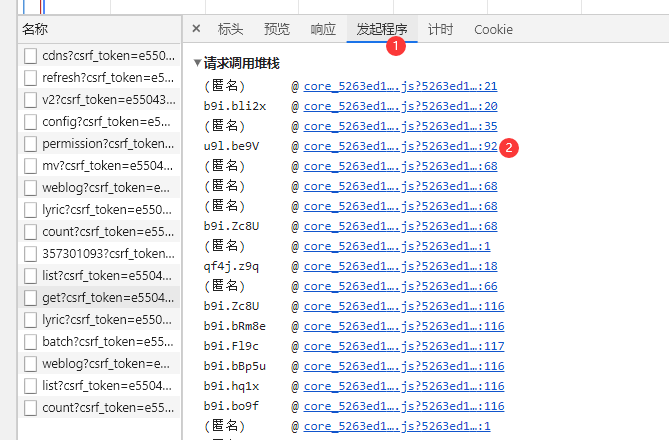 名称
cdns?csrf_token=e550...
refresh?csrf_token=e5...
v2?csrf_token=e55043...
config?csrf_token=e55...
permission?csrf_token...
mv?csrf_token=e5504...
weblog?csrf_token=e5...
lyric?csrf_token=e550...
count?csrf_token=e55...
357301093?csrf_token...
list?csrf_token=e5504...
get?csrf_token=e5504...
lyric?csrf_token=e550...
batch?csrf_token=e55...
weblog?csrf_token=e5...
list?csrf_token=e5504...
count?csrf_token=e55...
× 标头 预览 响应 发起程序 计时 Cookie
1
▼请求调用堆栈
(匿名) @ core_5263ed1….js?5263ed1…:21
b9i.bli2x @ core_5263ed1….js?5263ed1…:20
(匿名) @ core_5263ed1….js?5263ed1…:35
u9l.be9V @ core_5263ed1….js?5263ed1…:92 2
(匿名) @ core_5263ed1….js?5263ed1…:68
(匿名) @ core_5263ed1….js?5263ed1…:68
(匿名) @ core_5263ed1….js?5263ed1…:68
b9i.Zc8U @ core_5263ed1….js?5263ed1…:68
(匿名) @ core_5263ed1….js?5263ed1…:1
qf4j.z9q @ core_5263ed1….js?5263ed1…:18
(匿名) @ core_5263ed1….js?5263ed1…:66
b9i.Zc8U @ core_5263ed1….js?5263ed1…:116
b9i.bRm8e @ core_5263ed1….js?5263ed1…:116
b9i.Fl9c @ core_5263ed1….js?5263ed1…:117
b9i.bBp5u @ core_5263ed1….js?5263ed1…:116
b9i.hq1x @ core_5263ed1….js?5263ed1…:116
b9i.bo9f @ core_5263ed1….js?5263ed1…:116
(匿名) @ core_5263ed1….js?5263ed1…:1